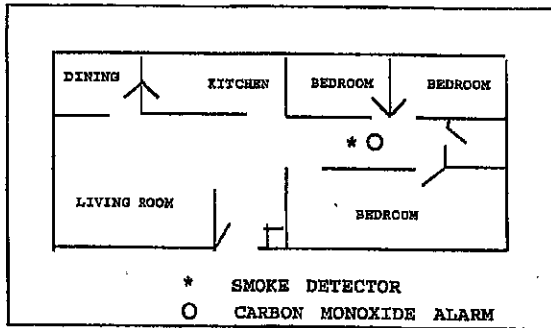 DINING KITCHEN BEDROOM BEDROOM
* O
LIVING ROOM
BEDROOM
* SMOKE DETECTOR
O CARBON MONOXIDE ALARM